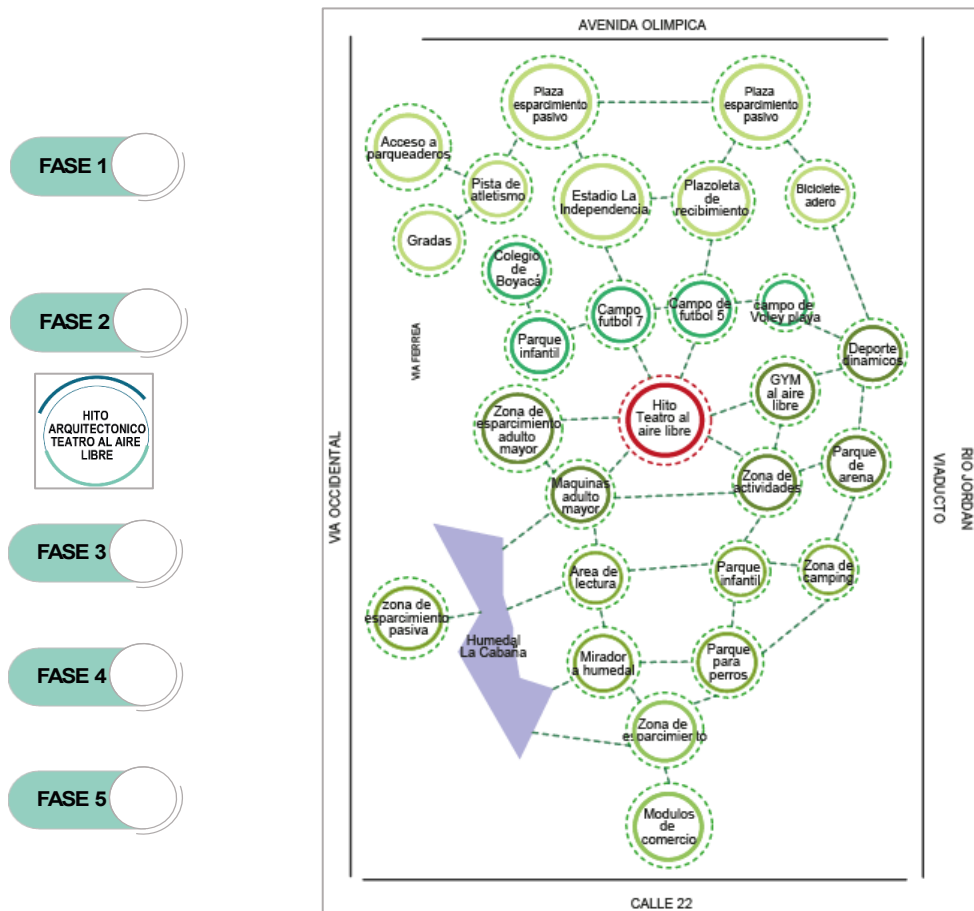 FASE 1
FASE 2
HITO
ARQUITECTONICO
TEATRO AL AIRE
LIBRE
FASE 3
FASE 4
FASE 5
AVENIDA OLIMPICA
Plaza
esparcimiento
pasivo
Plaza
esparcimiento
pasivo
Acceso a
parqueaderos
Pista de
atletismo
Estadio La
Independencia
Plazoleta
de
recibimiento
Biciclete-
adero
Gradas
Colegio
de
Boyacá
Campo
futbol 7
Campo de
futbol 5
campo de
Voley playa
Parque
infantil
VIA FERREA
Deporte
dinamicos
GYM
al aire
libre
Hito
Teatro al
aire libre
Zona de
esparcimiento
adulto
mayor
Parque
de
arena
Maquinas
adulto
mayor
Zona
de actividades
VIA OCCIDENTAL
VIADUCTO
RIO JORDAN
Area de
lectura
Parque
infantil
Zona de
camping
zona de
esparcimiento
pasiva
Humedal
La Cabaña
Mirador
a humedal
Parque
para
perros
Zona de
esparcimiento
Modulos
de
comercio
CALLE 22